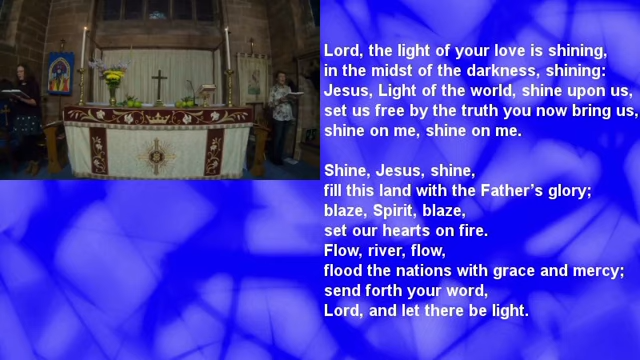 Lord, the light of your love is shining,
in the midst of the darkness, shining:
Jesus, Light of the world, shine upon us,
set us free by the truth you now bring us,
shine on me, shine on me.
Shine, Jesus, shine,
fill this land with the Father's glory;
blaze, Spirit, blaze,
set our hearts on fire.
Flow, river, flow,
flood the nations with grace and mercy;
send forth your word,
Lord, and let there be light.